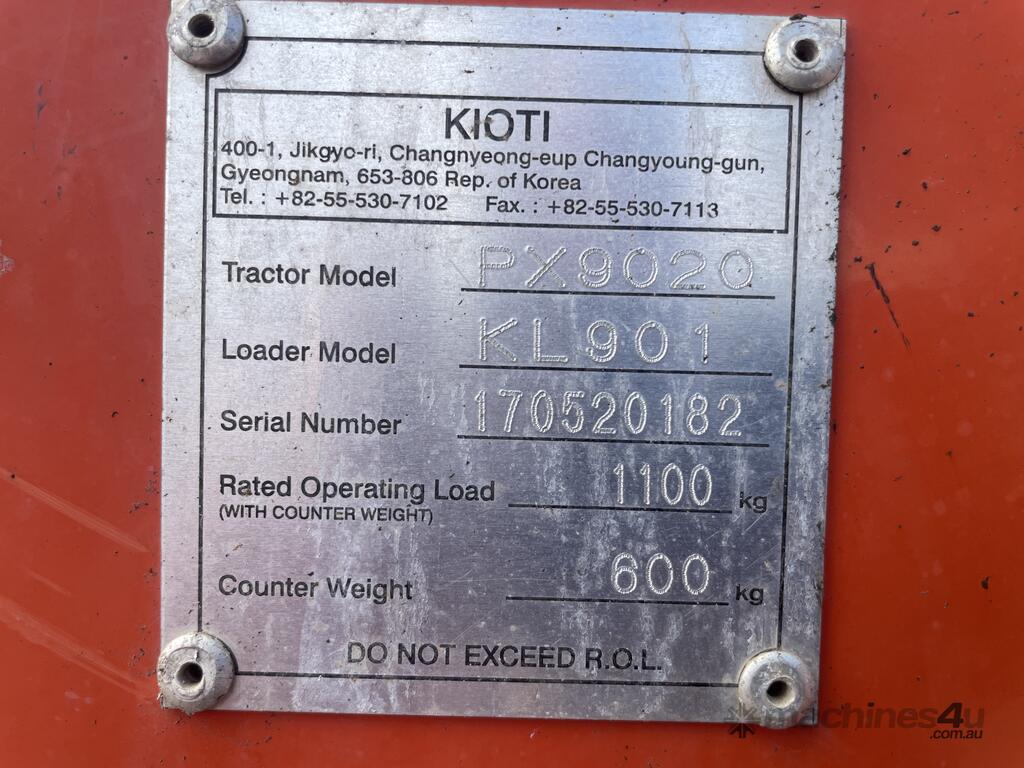 KIOTI
400-1, Jikgyo-ri, Changnyeong-eup Changyoung-gun,
Gyeongnam, 653-806 Rep. of Korea
Tel. : +82-55-530-7102 Fax. : +82-55-530-7113
Tractor Model PX9020
Loader Model KL901
Serial Number 170520182
Rated Operating Load 1100 kg
(WITH COUNTER WEIGHT)
Counter Weight 600 kg
DO NOT EXCEED R.O.L.
machines4u
.com.au